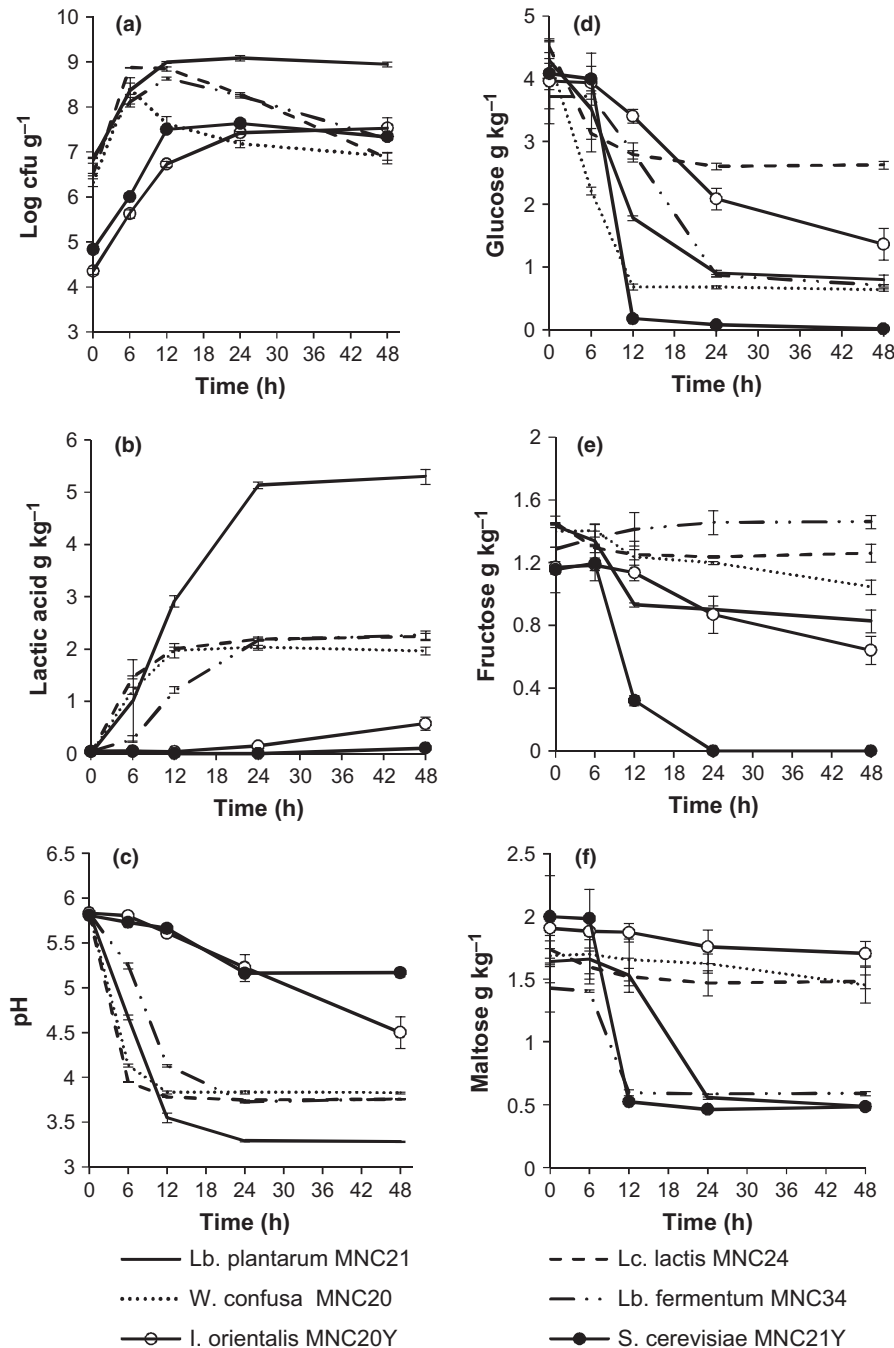 (a)
10
9
8
7
6
5
4
3
Log cfu g⁻¹
0 6 12 18 24 30 36 42 48
Time (h)
(d)
5
4
3
2
1
0
Glucose g kg⁻¹
0 6 12 18 24 30 36 42 48
Time (h)
(b)
6
5
4
3
2
1
0
Lactic acid g kg⁻¹
0 6 12 18 24 30 36 42 48
Time (h)
(e)
2
1.6
1.2
0.8
0.4
0
Fructose g kg⁻¹
0 6 12 18 24 30 36 42 48
Time (h)
(c)
6.5
6
5.5
5
4.5
4
3.5
3
pH
0 6 12 18 24 30 36 42 48
Time (h)
(f)
2.5
2
1.5
1
0.5
0
Maltose g kg⁻¹
0 6 12 18 24 30 36 42 48
Time (h)
Lb. plantarum MNC21
Lc. lactis MNC24
W. confusa MNC20
Lb. fermentum MNC34
I. orientalis MNC20Y
S. cerevisiae MNC21Y